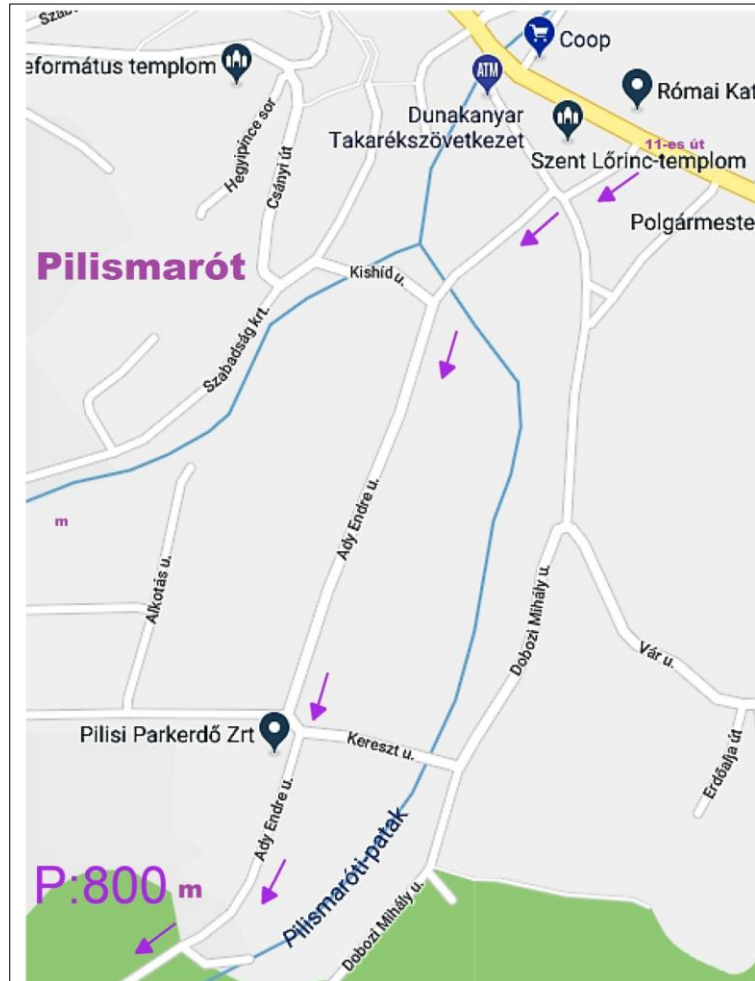 Coop
eformátus templom
ATM
Római Kat
Dunakanyar
Takarékszövetkezet
Szent Lőrinc-templom
11-es út
Hegyipince sor
Csányi út
Polgármeste
Pilismarót
Kishíd u.
Szabadság krt.
m
Ady Endre u.
Alkotás u.
Dobozi Mihály u.
Vár u.
Pilisi Parkerdő Zrt
Kereszt u.
Erdőalja út
Ady Endre u.
P:800 m
Pilismaróti-patak
Dobozi Mihály u.